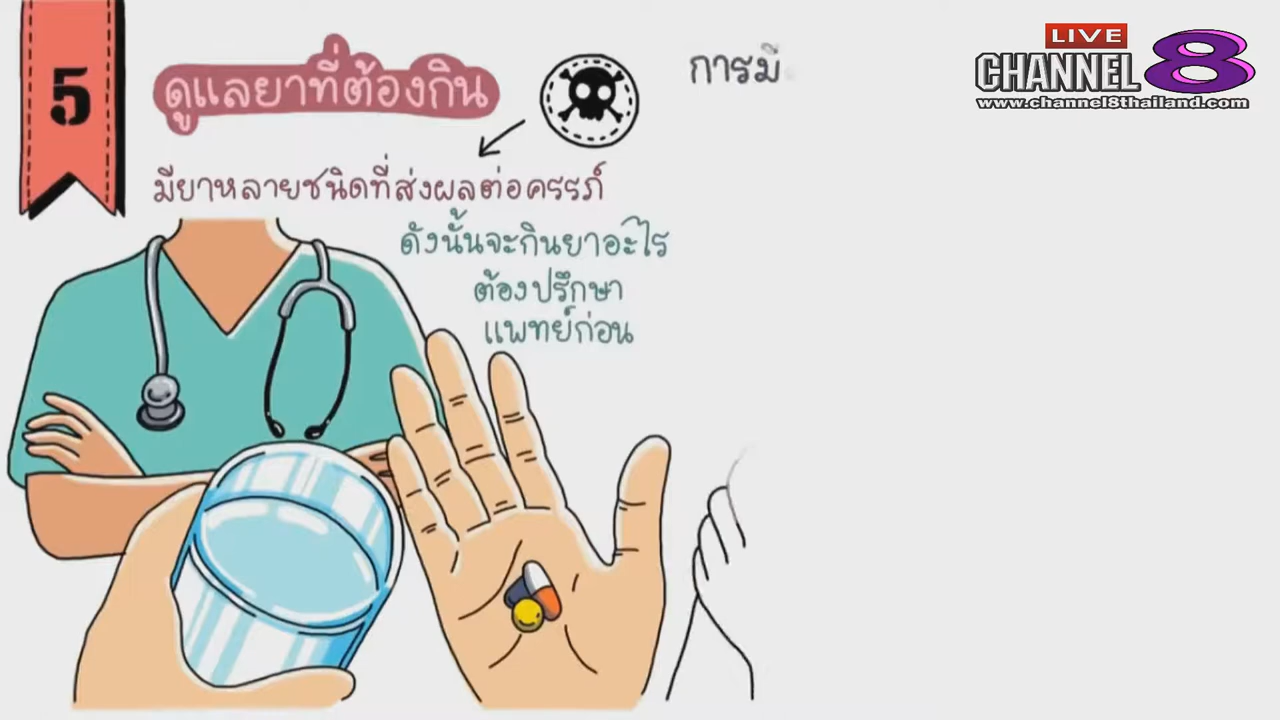 5
ดูแลยาที่ต้องกิน
มียาหลายชนิดที่ส่งผลต่อครรภ์
ดังนั้นจะกินยาอะไร
ต้องปรึกษา
แพทย์ก่อน
การมี
LIVE
CHANNEL 8
www.channel8thailand.com